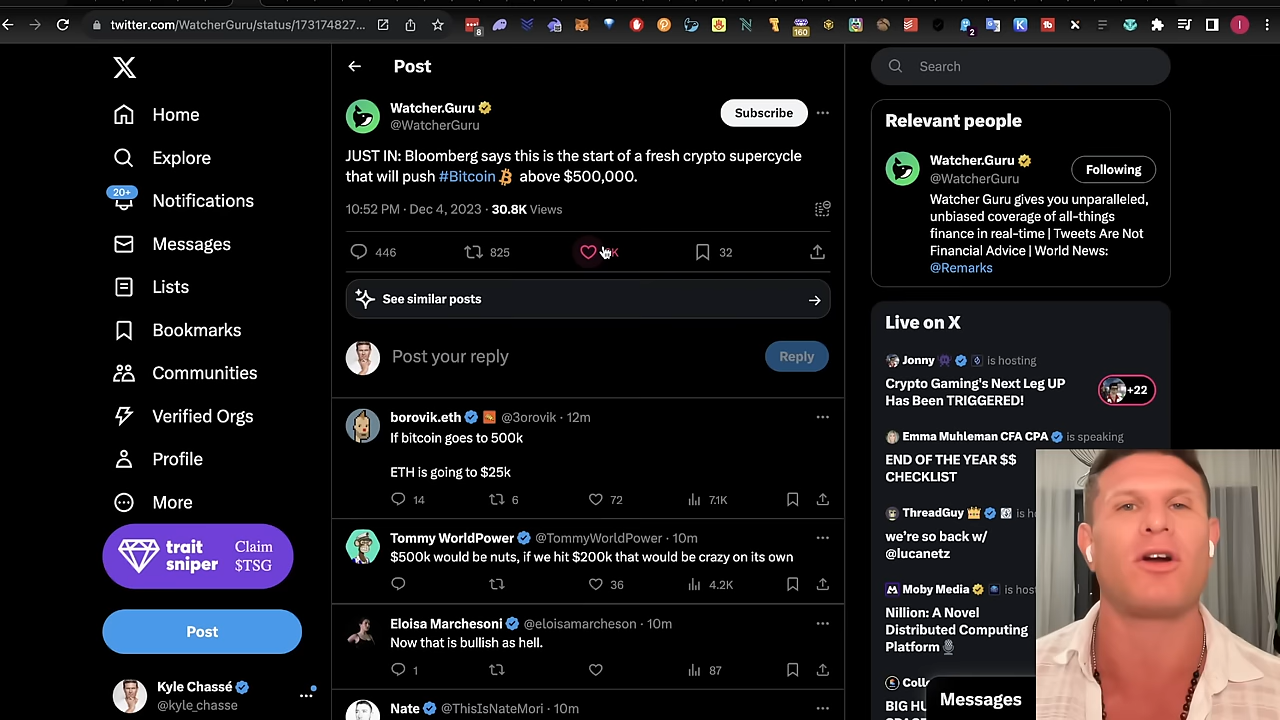 twitter.com/WatcherGuru/status/173174827...
8
160
2
Post
Search
Home
Explore
20+
Notifications
Messages
Lists
Bookmarks
Communities
Verified Orgs
Profile
More
trait sniper
Claim $TSG
Post
Kyle Chassé
@kyle_chasse
Watcher.Guru
@WatcherGuru
Subscribe
JUST IN: Bloomberg says this is the start of a fresh crypto supercycle
that will push #Bitcoin above $500,000.
10:52 PM · Dec 4, 2023 · 30.8K Views
446
825
32
See similar posts
Post your reply
Reply
borovik.eth @3orovik · 12m
If bitcoin goes to 500k
ETH is going to $25k
14
6
72
7.1K
Tommy WorldPower @TommyWorldPower · 10m
$500k would be nuts, if we hit $200k that would be crazy on its own
36
4.2K
Eloisa Marchesoni @eloisamarcheson · 10m
Now that is bullish as hell.
1
87
Nate @ThisIsNateMori · 10m
Relevant people
Watcher.Guru
@WatcherGuru
Following
Watcher Guru gives you unparalleled,
unbiased coverage of all-things
finance in real-time | Tweets Are Not
Financial Advice | World News:
@Remarks
Live on X
Jonny is hosting
Crypto Gaming's Next Leg UP
Has Been TRIGGERED!
+22
Emma Muhleman CFA CPA is speaking
END OF THE YEAR $$
CHECKLIST
ThreadGuy is
we're so back w/
@lucanetz
Moby Media is
Nillion: A Novel
Distributed Computing
Platform
BIG
Messages